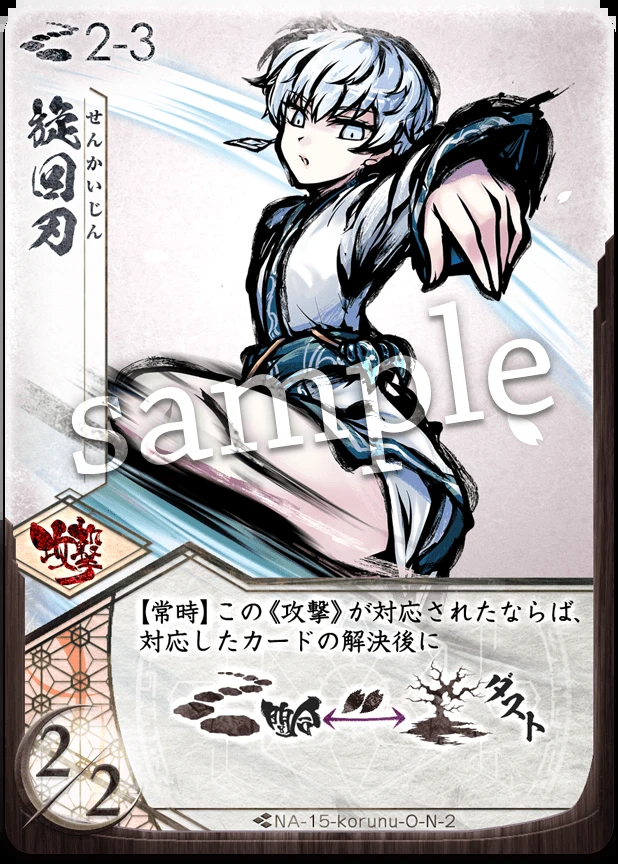 2-3
旋回刃
せんかいじん
sample
攻撃
【常時】この《攻撃》が対応されたならば、
対応したカードの解決後に
間合
ダスト
2/2
NA-15-korunu-O-N-2